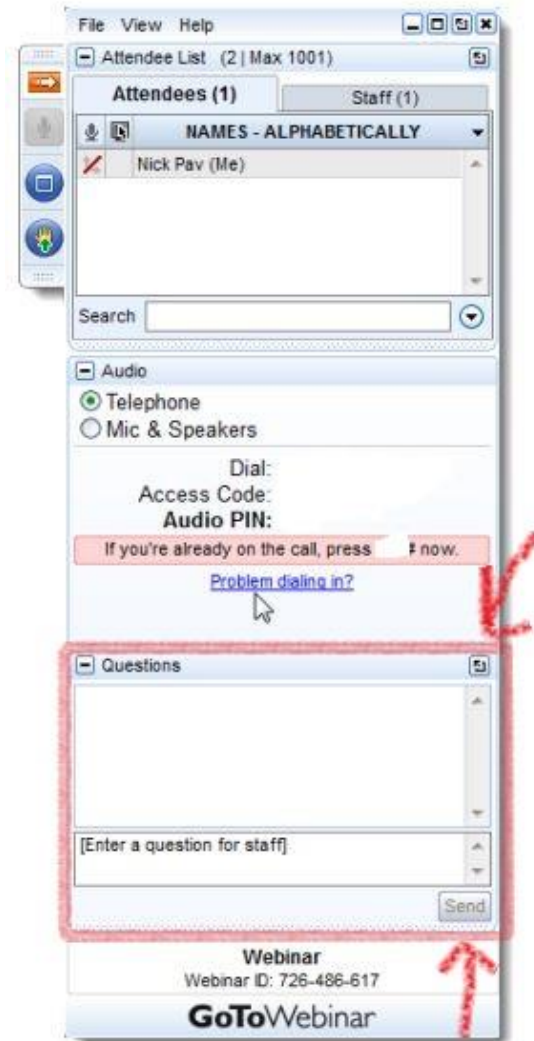 File View Help
Attendee List (2 | Max 1001)
Attendees (1) Staff (1)
NAMES - ALPHABETICALLY
Nick Pav (Me)
Search
Audio
Telephone
Mic & Speakers
Dial:
Access Code:
Audio PIN:
If you're already on the call, press # now.
Problem dialing in?
Questions
[Enter a question for staff]
Send
Webinar
Webinar ID: 726-486-617
GoToWebinar